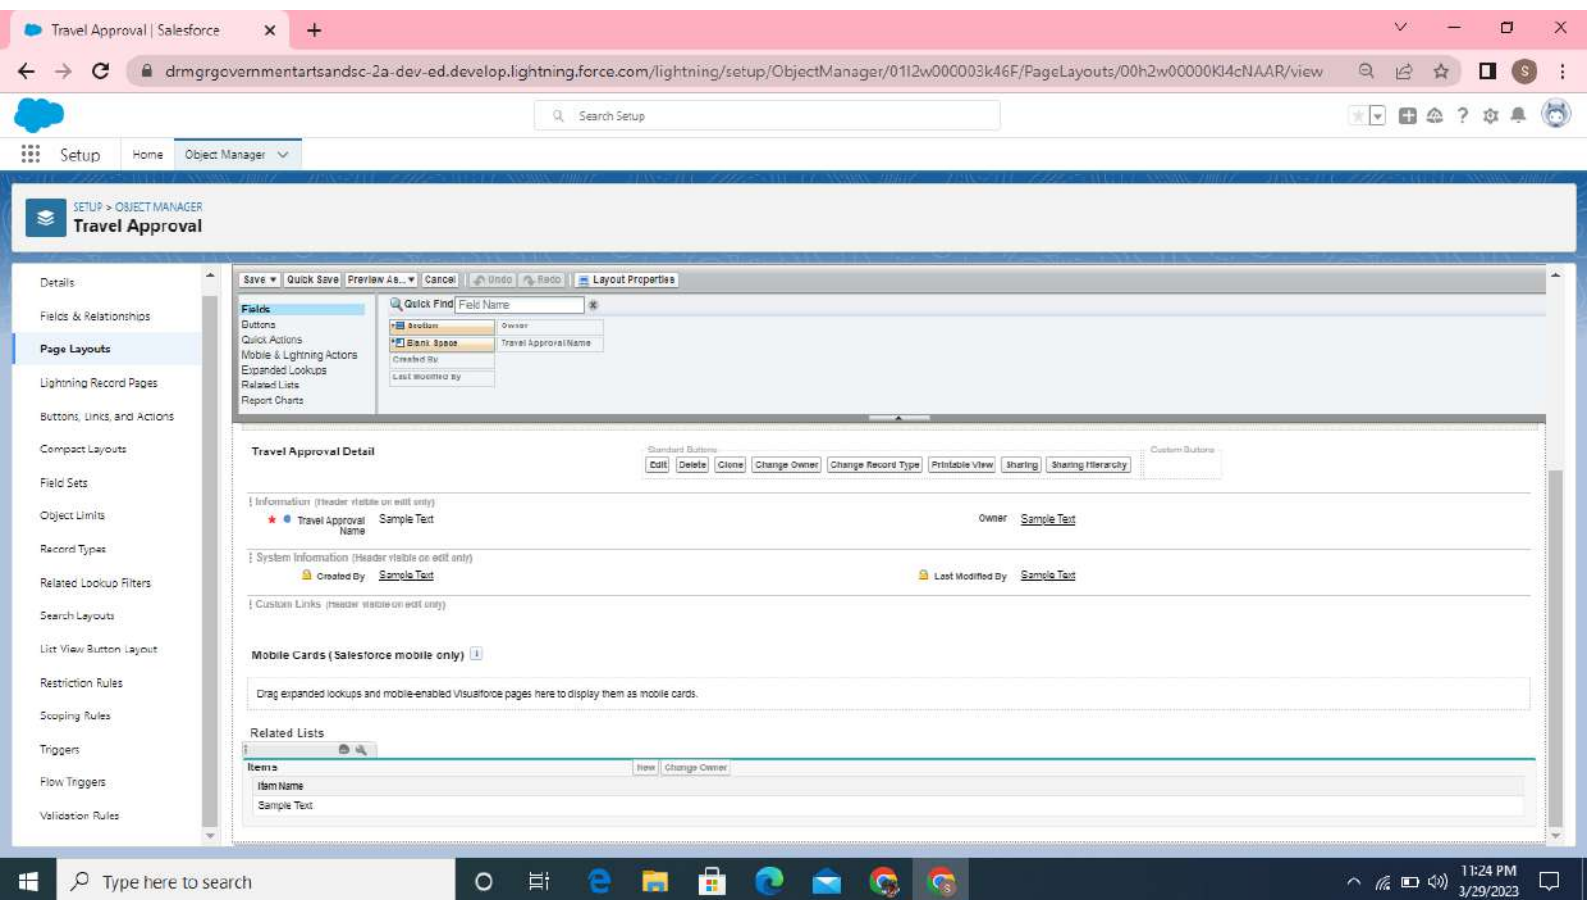 Travel Approval | Salesforce
drmgrgovernmentartsandsc-2a-dev-ed.develop.lightning.force.com/lightning/setup/ObjectManager/01I2w000003k46F/PageLayouts/00h2w00000Kl4cNAAR/view
S
Search Setup
Setup
Home
Object Manager
SETUP > OBJECT MANAGER
Travel Approval
Details
Fields & Relationships
Page Layouts
Lightning Record Pages
Buttons, Links, and Actions
Compact Layouts
Field Sets
Object Limits
Record Types
Related Lookup Filters
Search Layouts
List View Button Layout
Restriction Rules
Scoping Rules
Triggers
Flow Triggers
Validation Rules
Save Quick Save Preview As... Cancel Undo Redo Layout Properties
Fields
Buttons
Quick Actions
Mobile & Lightning Actions
Expanded Lookups
Related Lists
Report Charts
Quick Find Field Name
Section Owner
Blank Space Travel Approval Name
Created By
Last Modified By
Travel Approval Detail
Standard Buttons
Edit Delete Clone Change Owner Change Record Type Printable View Sharing Sharing Hierarchy
Custom Buttons
Information (Header visible on edit only)
Travel Approval Name Sample Text
Owner Sample Text
System Information (Header visible on edit only)
Created By Sample Text
Last Modified By Sample Text
Custom Links (Header visible on edit only)
Mobile Cards (Salesforce mobile only) i
Drag expanded lookups and mobile-enabled Visualforce pages here to display them as mobile cards.
Related Lists
Items
New Change Owner
Item Name
Sample Text
Type here to search
11:24 PM
3/29/2023